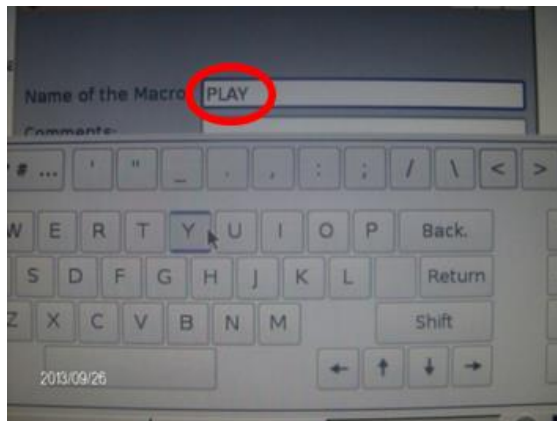 Name of the Macro PLAY
Comments:
# ... ' " _ . , : ; / \ < >
W E R T Y U I O P Back.
S D F G H J K L Return
Z X C V B N M Shift
← ↑ ↓ →
2013/09/26